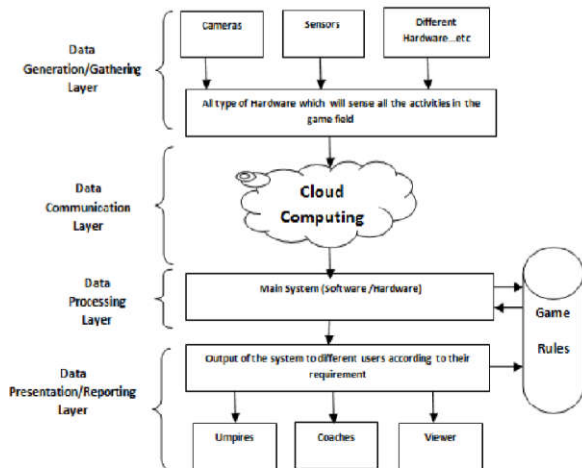 Cameras
Sensors
Different
Hardware...etc
Data
Generation/Gathering
Layer
All type of Hardware which will sense all the activities in the
game field
Data
Communication
Layer
Cloud
Computing
Data
Processing
Layer
Main System (Software /Hardware)
Game
Rules
Data
Presentation/Reporting
Layer
Output of the system to different users according to their
requirement
Umpires
Coaches
Viewer